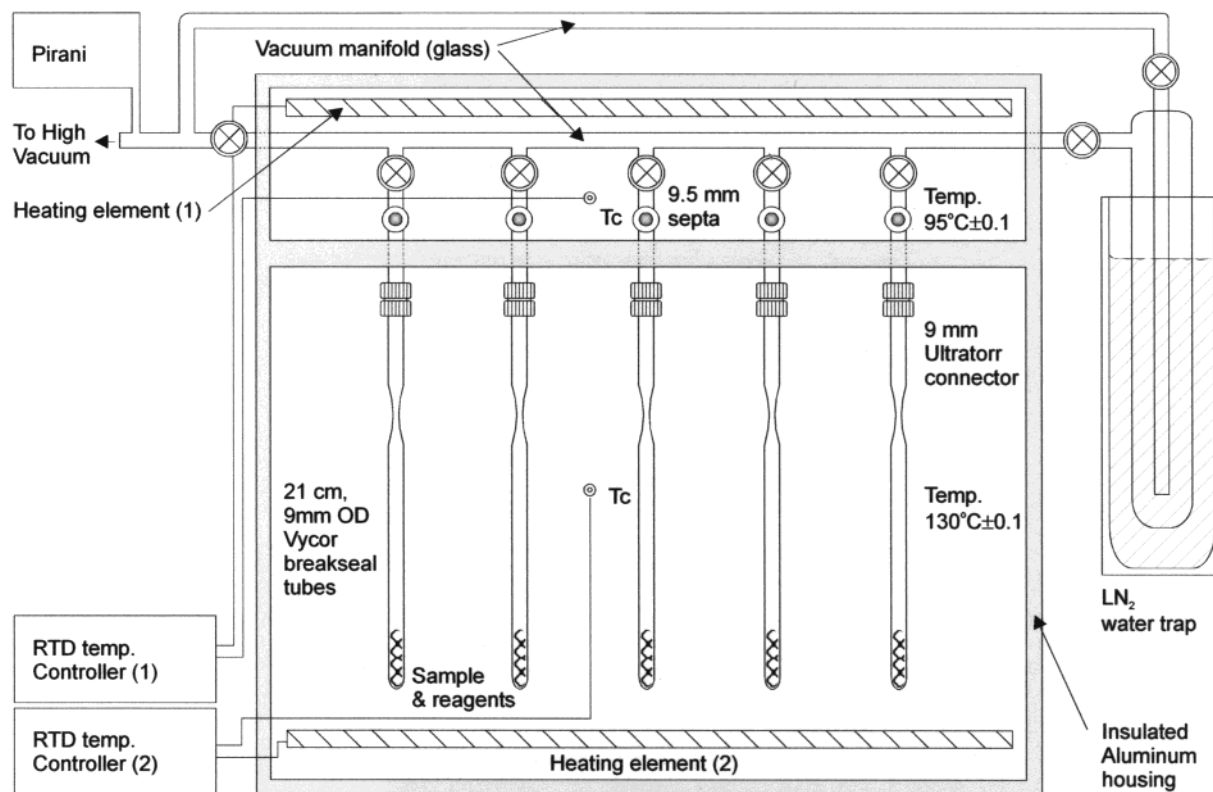 Pirani
Vacuum manifold (glass)
To High
Vacuum
Heating element (1)
Tc
9.5 mm
septa
Temp.
95°C±0.1
9 mm
Ultratorr
connector
21 cm,
9mm OD
Vycor
breakseal
tubes
Tc
Temp.
130°C±0.1
LN₂
water trap
RTD temp.
Controller (1)
Sample
& reagents
RTD temp.
Controller (2)
Heating element (2)
Insulated
Aluminum
housing